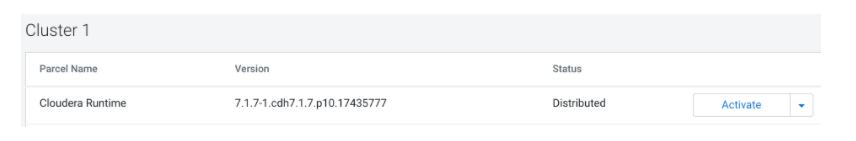 Cluster 1
Parcel Name Version Status
Cloudera Runtime 7.1.7-1.cdh7.1.7.p10.17435777 Distributed Activate